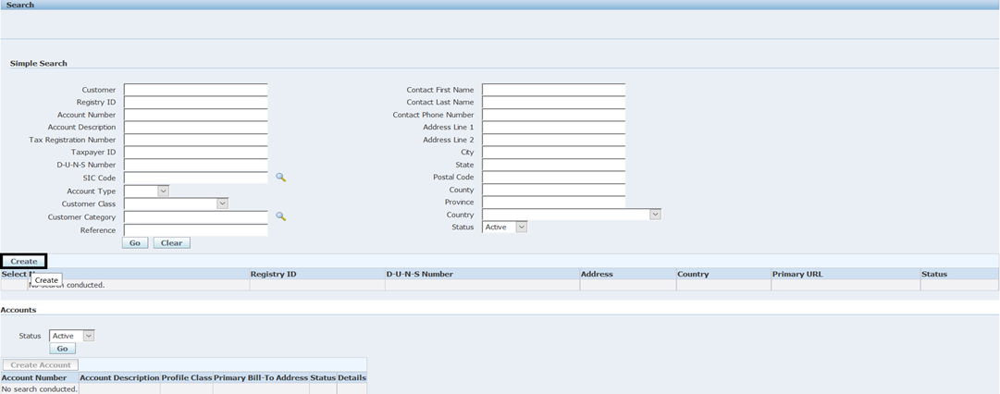 Search
Simple Search
Customer
Registry ID
Account Number
Account Description
Tax Registration Number
Taxpayer ID
D-U-N-S Number
SIC Code
Account Type
Customer Class
Customer Category
Reference
Go Clear
Contact First Name
Contact Last Name
Contact Phone Number
Address Line 1
Address Line 2
City
State
Postal Code
County
Province
Country
Status Active
Create
Select Registry ID D-U-N-S Number Address Country Primary URL Status
Create
No search conducted.
Accounts
Status Active
Go
Create Account
Account Number Account Description Profile Class Primary Bill-To Address Status Details
No search conducted.